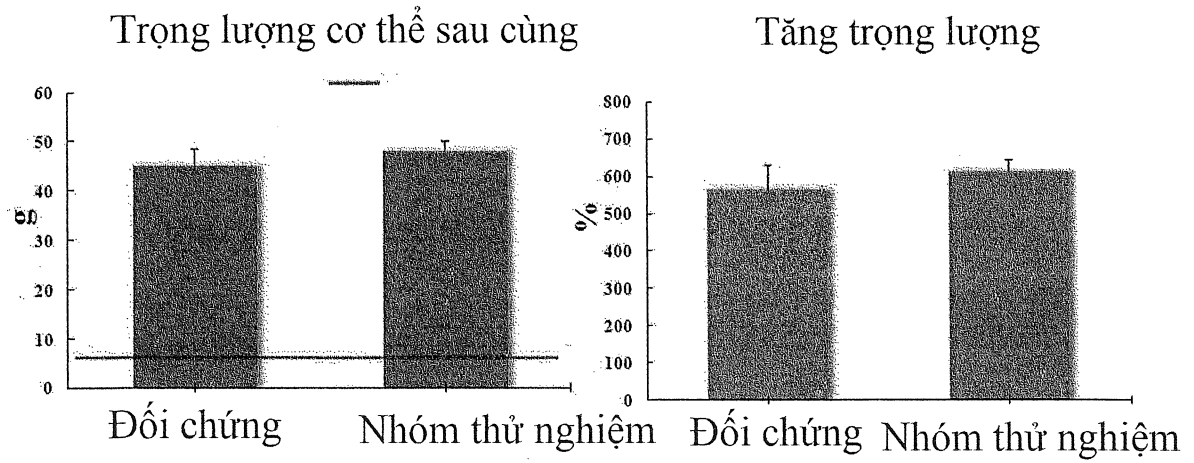 Trọng lượng cơ thể sau cùng
60
50
40
30
20
10
0
g
Đối chứng
Nhóm thử nghiệm
Tăng trọng lượng
800
700
600
500
400
300
200
100
0
%
Đối chứng
Nhóm thử nghiệm